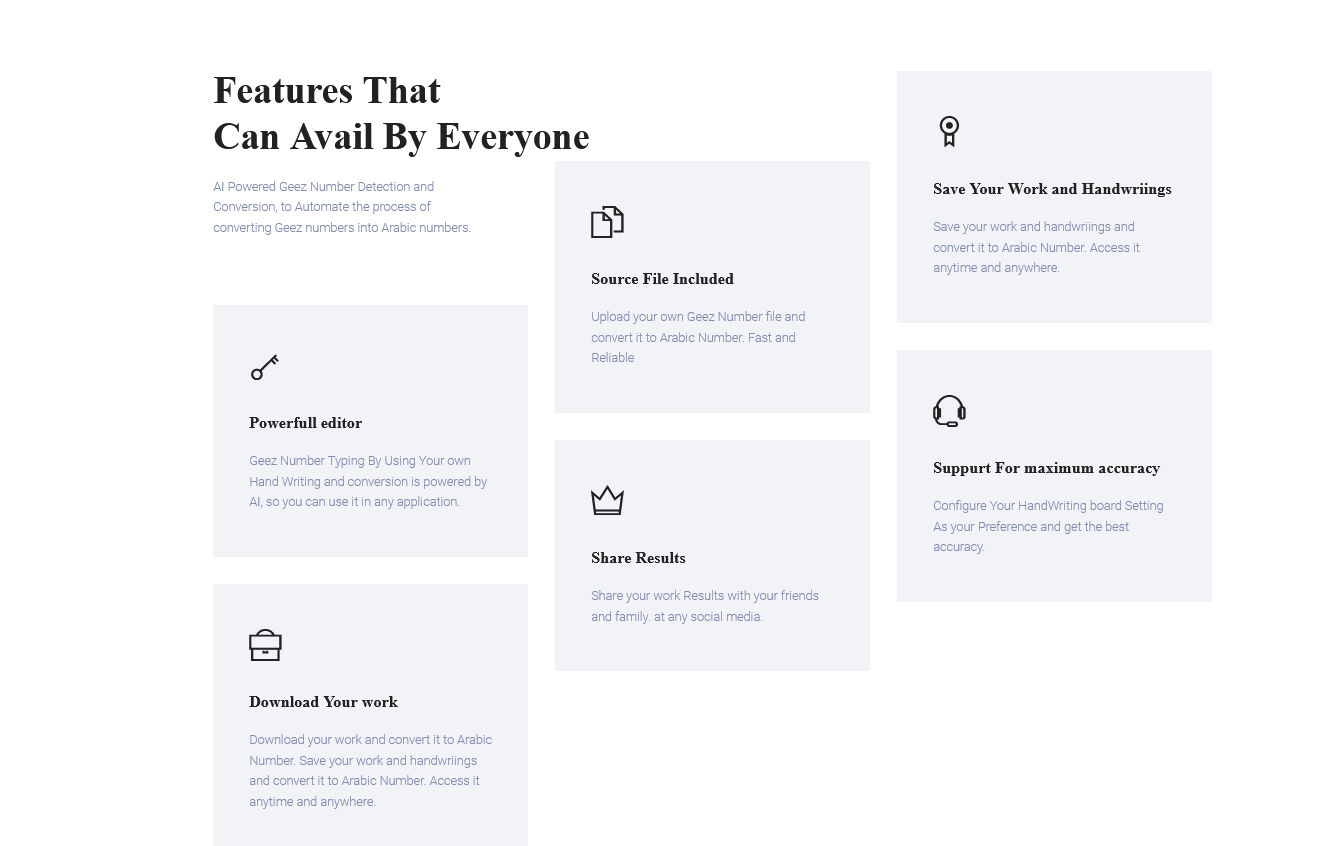 Features That
Can Avail By Everyone
AI Powered Geez Number Detection and
Conversion, to Automate the process of
converting Geez numbers into Arabic numbers.
Powerfull editor
Geez Number Typing By Using Your own
Hand Writing and conversion is powered by
AI, so you can use it in any application.
Download Your work
Download your work and convert it to Arabic
Number. Save your work and handwriings
and convert it to Arabic Number. Access it
anytime and anywhere.
Source File Included
Upload your own Geez Number file and
convert it to Arabic Number. Fast and
Reliable
Share Results
Share your work Results with your friends
and family. at any social media.
Save Your Work and Handwriings
Save your work and handwriings and
convert it to Arabic Number. Access it
anytime and anywhere.
Suppurt For maximum accuracy
Configure Your HandWriting board Setting
As your Preference and get the best
accuracy.